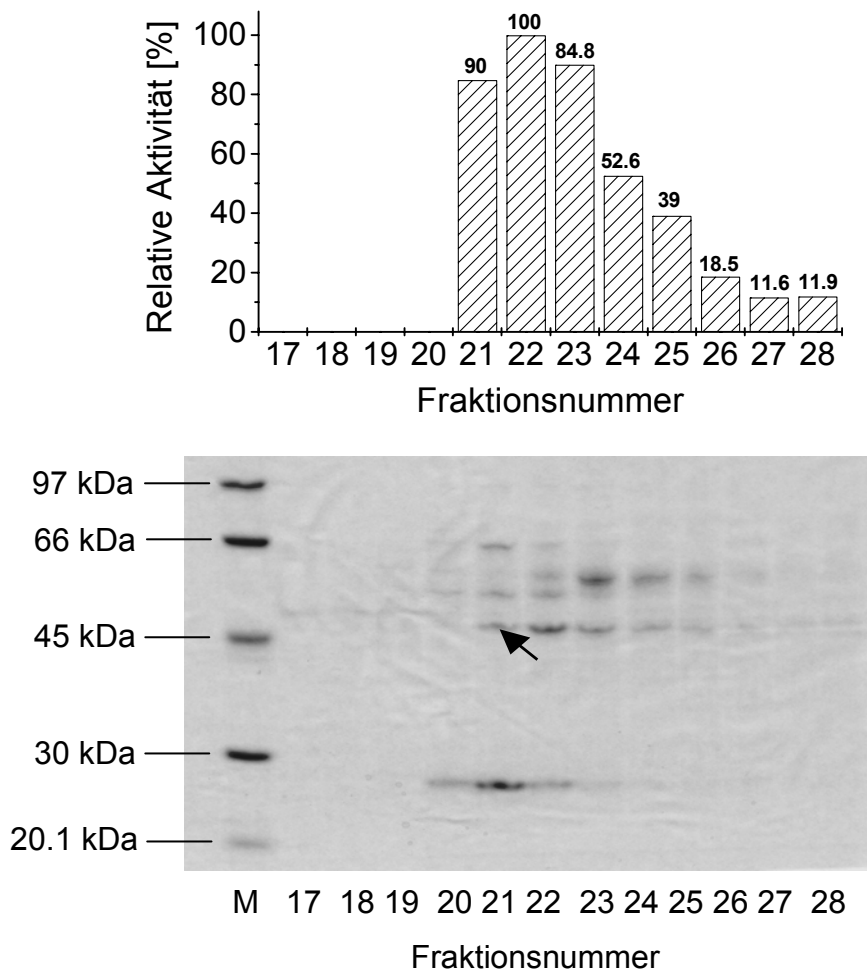 Relative Aktivität [%]
100
80
60
40
20
0
90
100
84.8
52.6
39
18.5
11.6
11.9
17 18 19 20 21 22 23 24 25 26 27 28
Fraktionsnummer
97 kDa
66 kDa
45 kDa
30 kDa
20.1 kDa
M 17 18 19 20 21 22 23 24 25 26 27 28
Fraktionsnummer